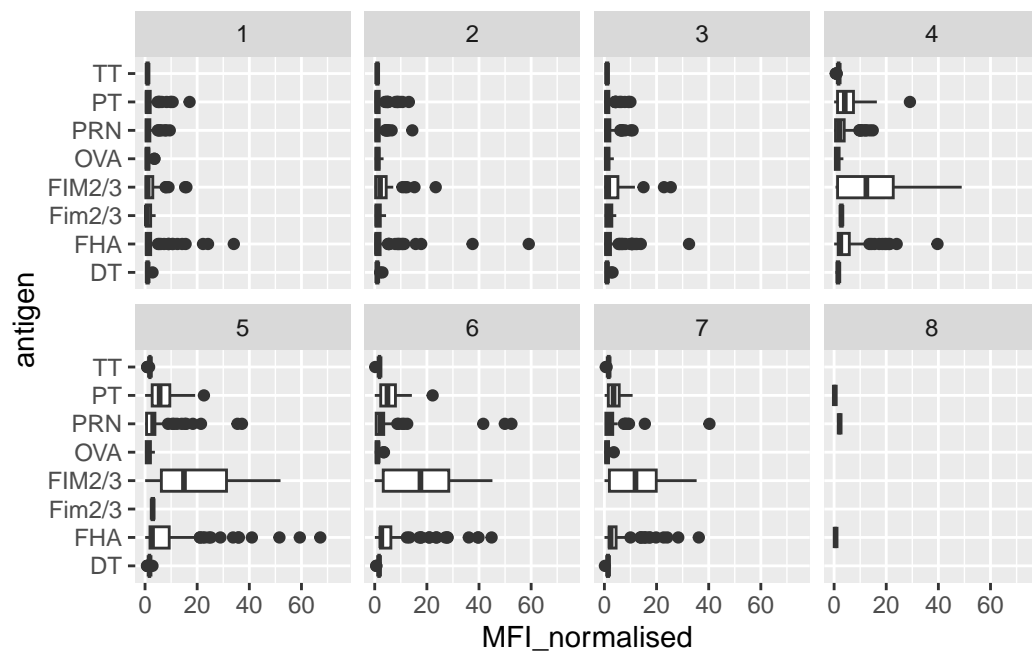 1 2 3 4
TT
PT
PRN
OVA
FIM2/3
Fim2/3
FHA
DT
5 6 7 8
TT
PT
PRN
OVA
FIM2/3
Fim2/3
FHA
DT
0 20 40 60 0 20 40 60 0 20 40 60 0 20 40 60
MFI_normalised
antigen